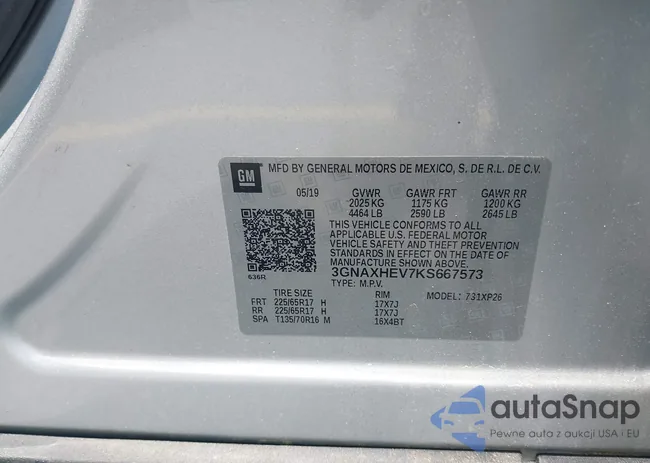 GM
MFD BY GENERAL MOTORS DE MEXICO, S. DE R.L. DE C.V.
05/19 GVWR GAWR FRT GAWR RR
2025 KG 1175 KG 1200 KG
4464 LB 2590 LB 2645 LB
THIS VEHICLE CONFORMS TO ALL
APPLICABLE U.S. FEDERAL MOTOR
VEHICLE SAFETY AND THEFT PREVENTION
STANDARDS IN EFFECT ON THE DATE OF
MANUFACTURE SHOWN ABOVE.
3GNAXHEV7KS667573
636R
TYPE: M.P.V.
TIRE SIZE RIM MODEL: 731XP26
FRT 225/65R17 H 17X7J
RR 225/65R17 H 17X7J
SPA T135/70R16 M 16X4BT
autoSnap
Pewne auta z aukcji USA i EU